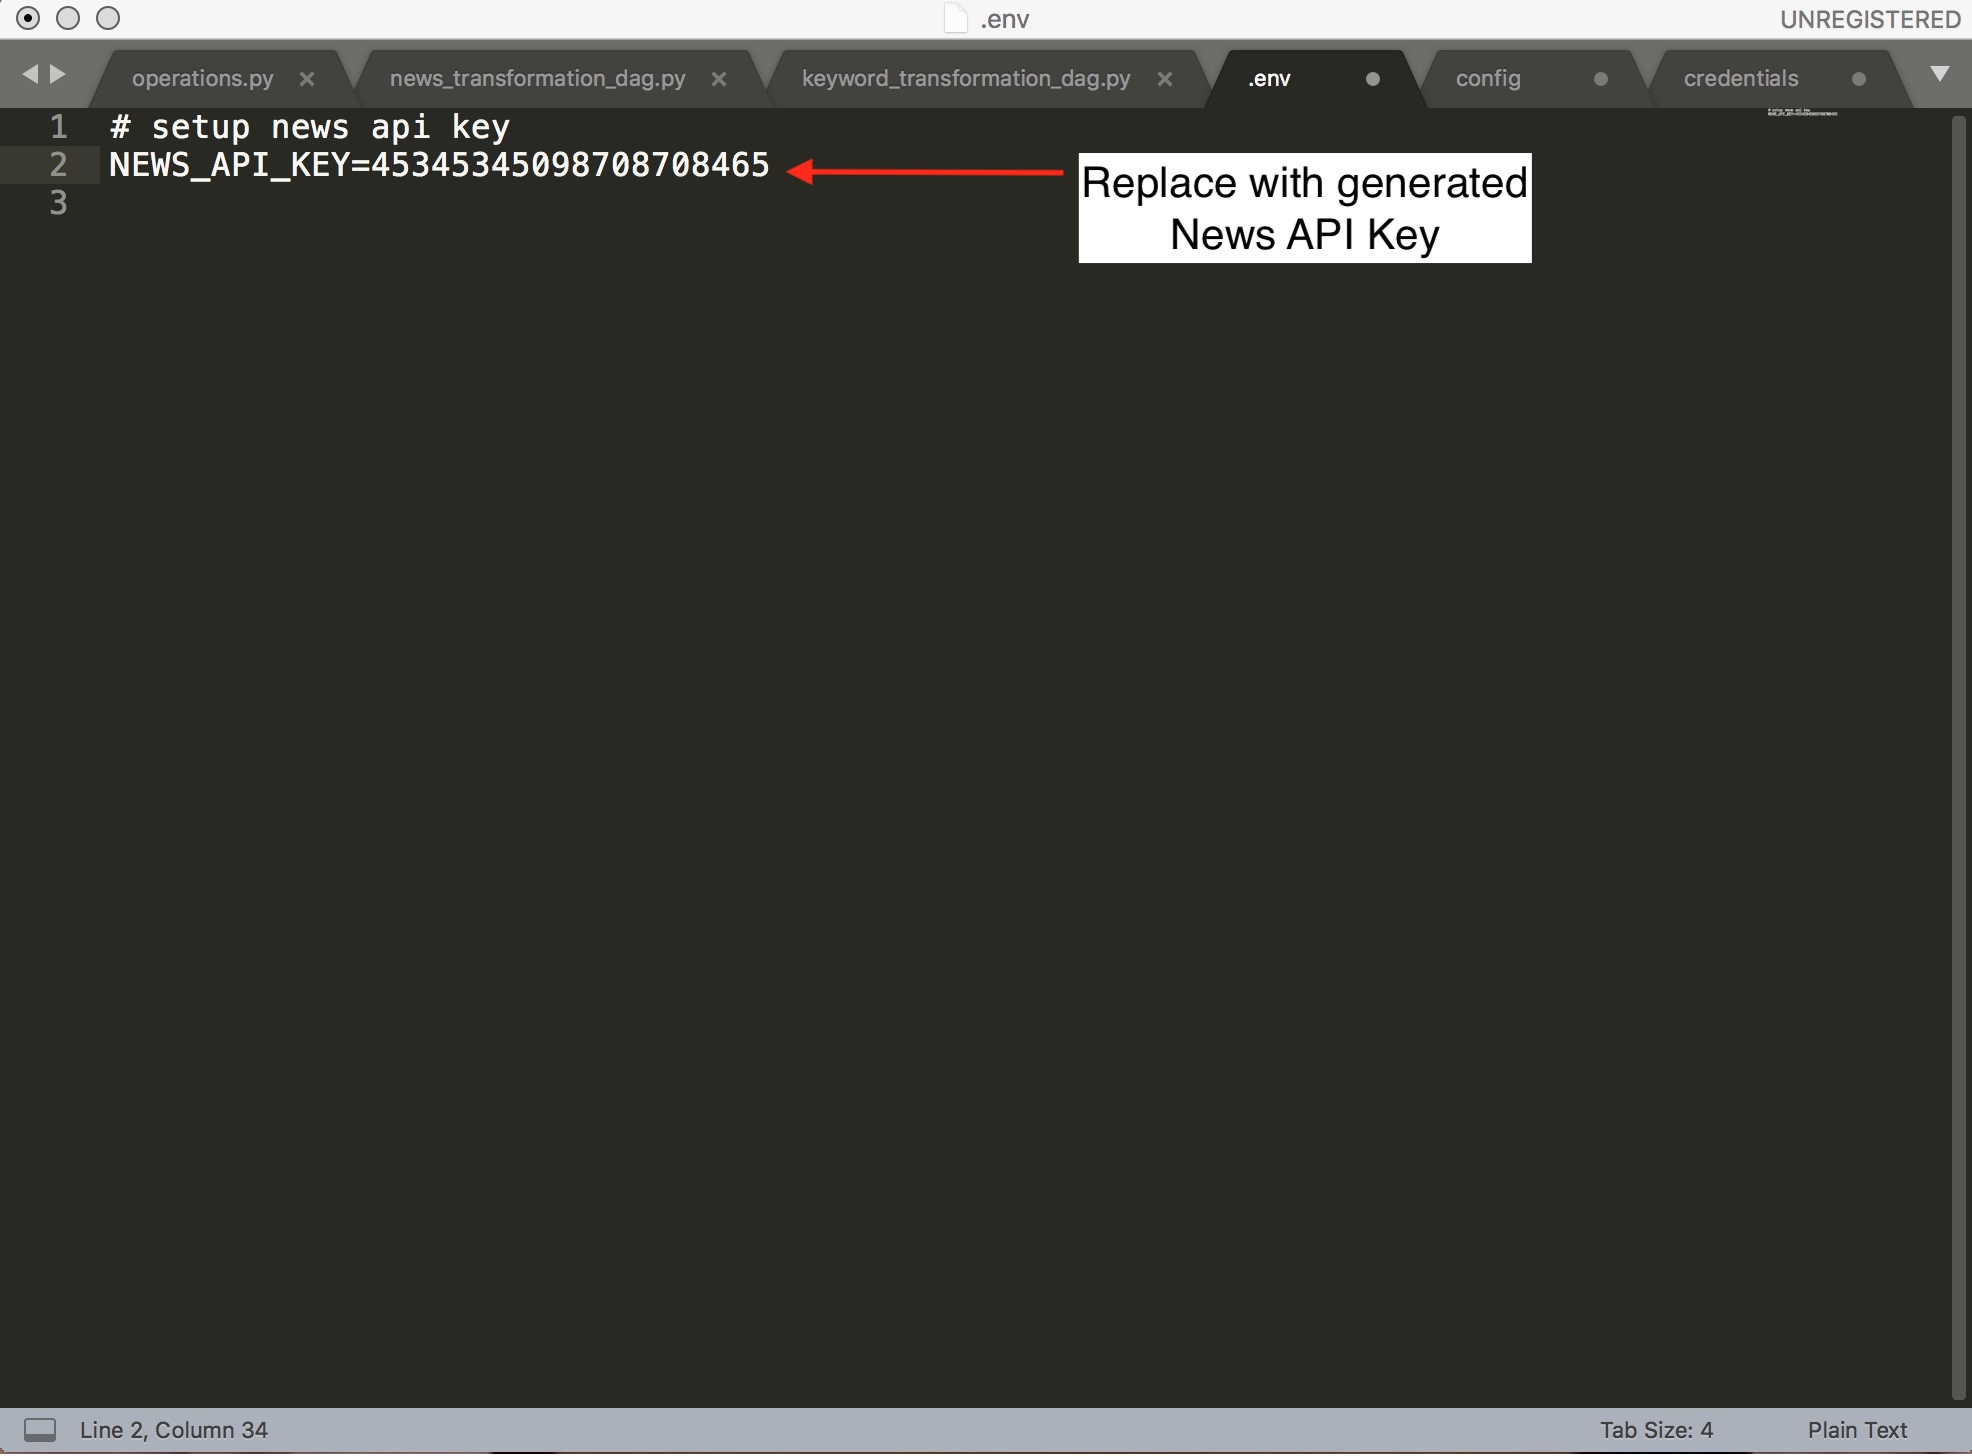 .env
UNREGISTERED
operations.py
news_transformation_dag.py
keyword_transformation_dag.py
.env
config
credentials
1 # setup news api key
2 NEWS_API_KEY=45345345098708708465
3
Replace with generated
News API Key
Line 2, Column 34
Tab Size: 4
Plain Text